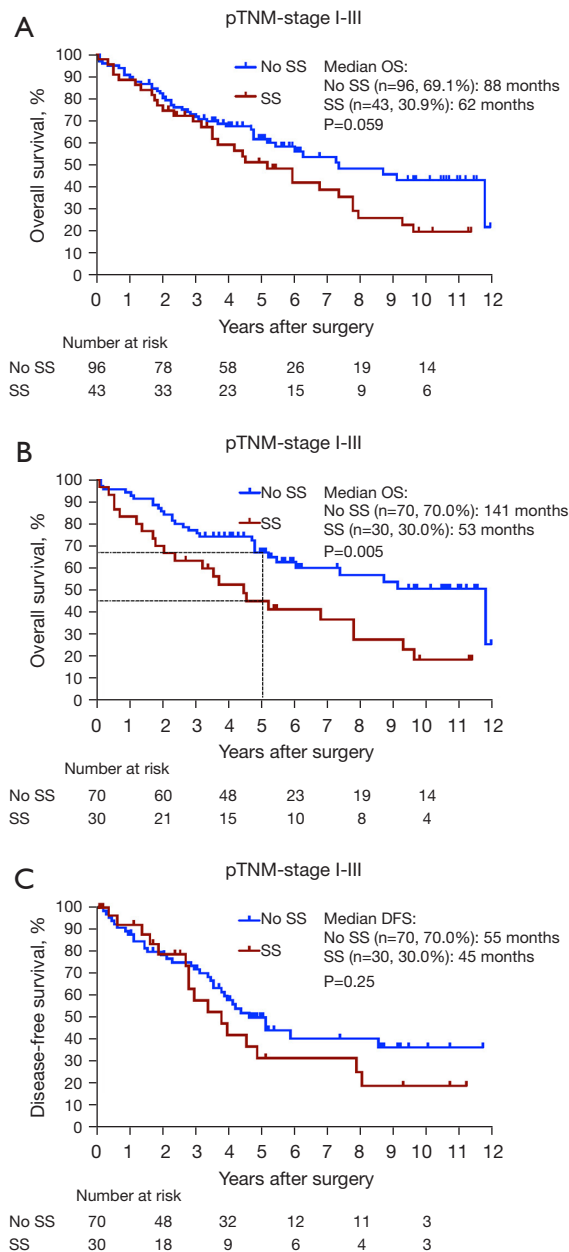 A
pTNM-stage I-III
Overall survival, %
100
90
80
70
60
50
40
30
20
10
0
No SS
SS
Median OS:
No SS (n=96, 69.1%): 88 months
SS (n=43, 30.9%): 62 months
P=0.059
0 1 2 3 4 5 6 7 8 9 10 11 12
Years after surgery
Number at risk
No SS 96 78 58 26 19 14
SS 43 33 23 15 9 6
B
pTNM-stage I-III
Overall survival, %
100
90
80
70
60
50
40
30
20
10
0
No SS
SS
Median OS:
No SS (n=70, 70.0%): 141 months
SS (n=30, 30.0%): 53 months
P=0.005
0 1 2 3 4 5 6 7 8 9 10 11 12
Years after surgery
Number at risk
No SS 70 60 48 23 19 14
SS 30 21 15 10 8 4
C
pTNM-stage I-III
Disease-free survival, %
100
90
80
70
60
50
40
30
20
10
0
No SS
SS
Median DFS:
No SS (n=70, 70.0%): 55 months
SS (n=30, 30.0%): 45 months
P=0.25
0 1 2 3 4 5 6 7 8 9 10 11 12
Years after surgery
Number at risk
No SS 70 48 32 12 11 3
SS 30 18 9 6 4 3